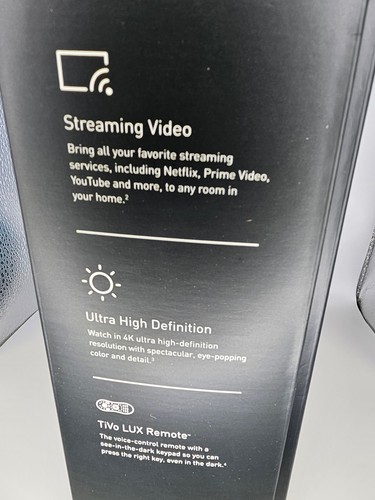 Streaming Video
Bring all your favorite streaming
services, including Netflix, Prime Video,
YouTube and more, to any room in
your home.²
Ultra High Definition
Watch in 4K ultra high-definition
resolution with spectacular, eye-popping
color and detail.³
TiVo LUX Remote™
The voice-control remote with a
see-in-the-dark keypad so you can
press the right key, even in the dark.⁴